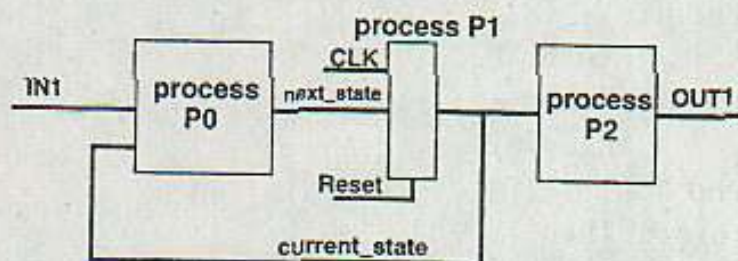 process P1
CLK
IN1
process
P0
next_state
process
P2
OUT1
Reset
current_state